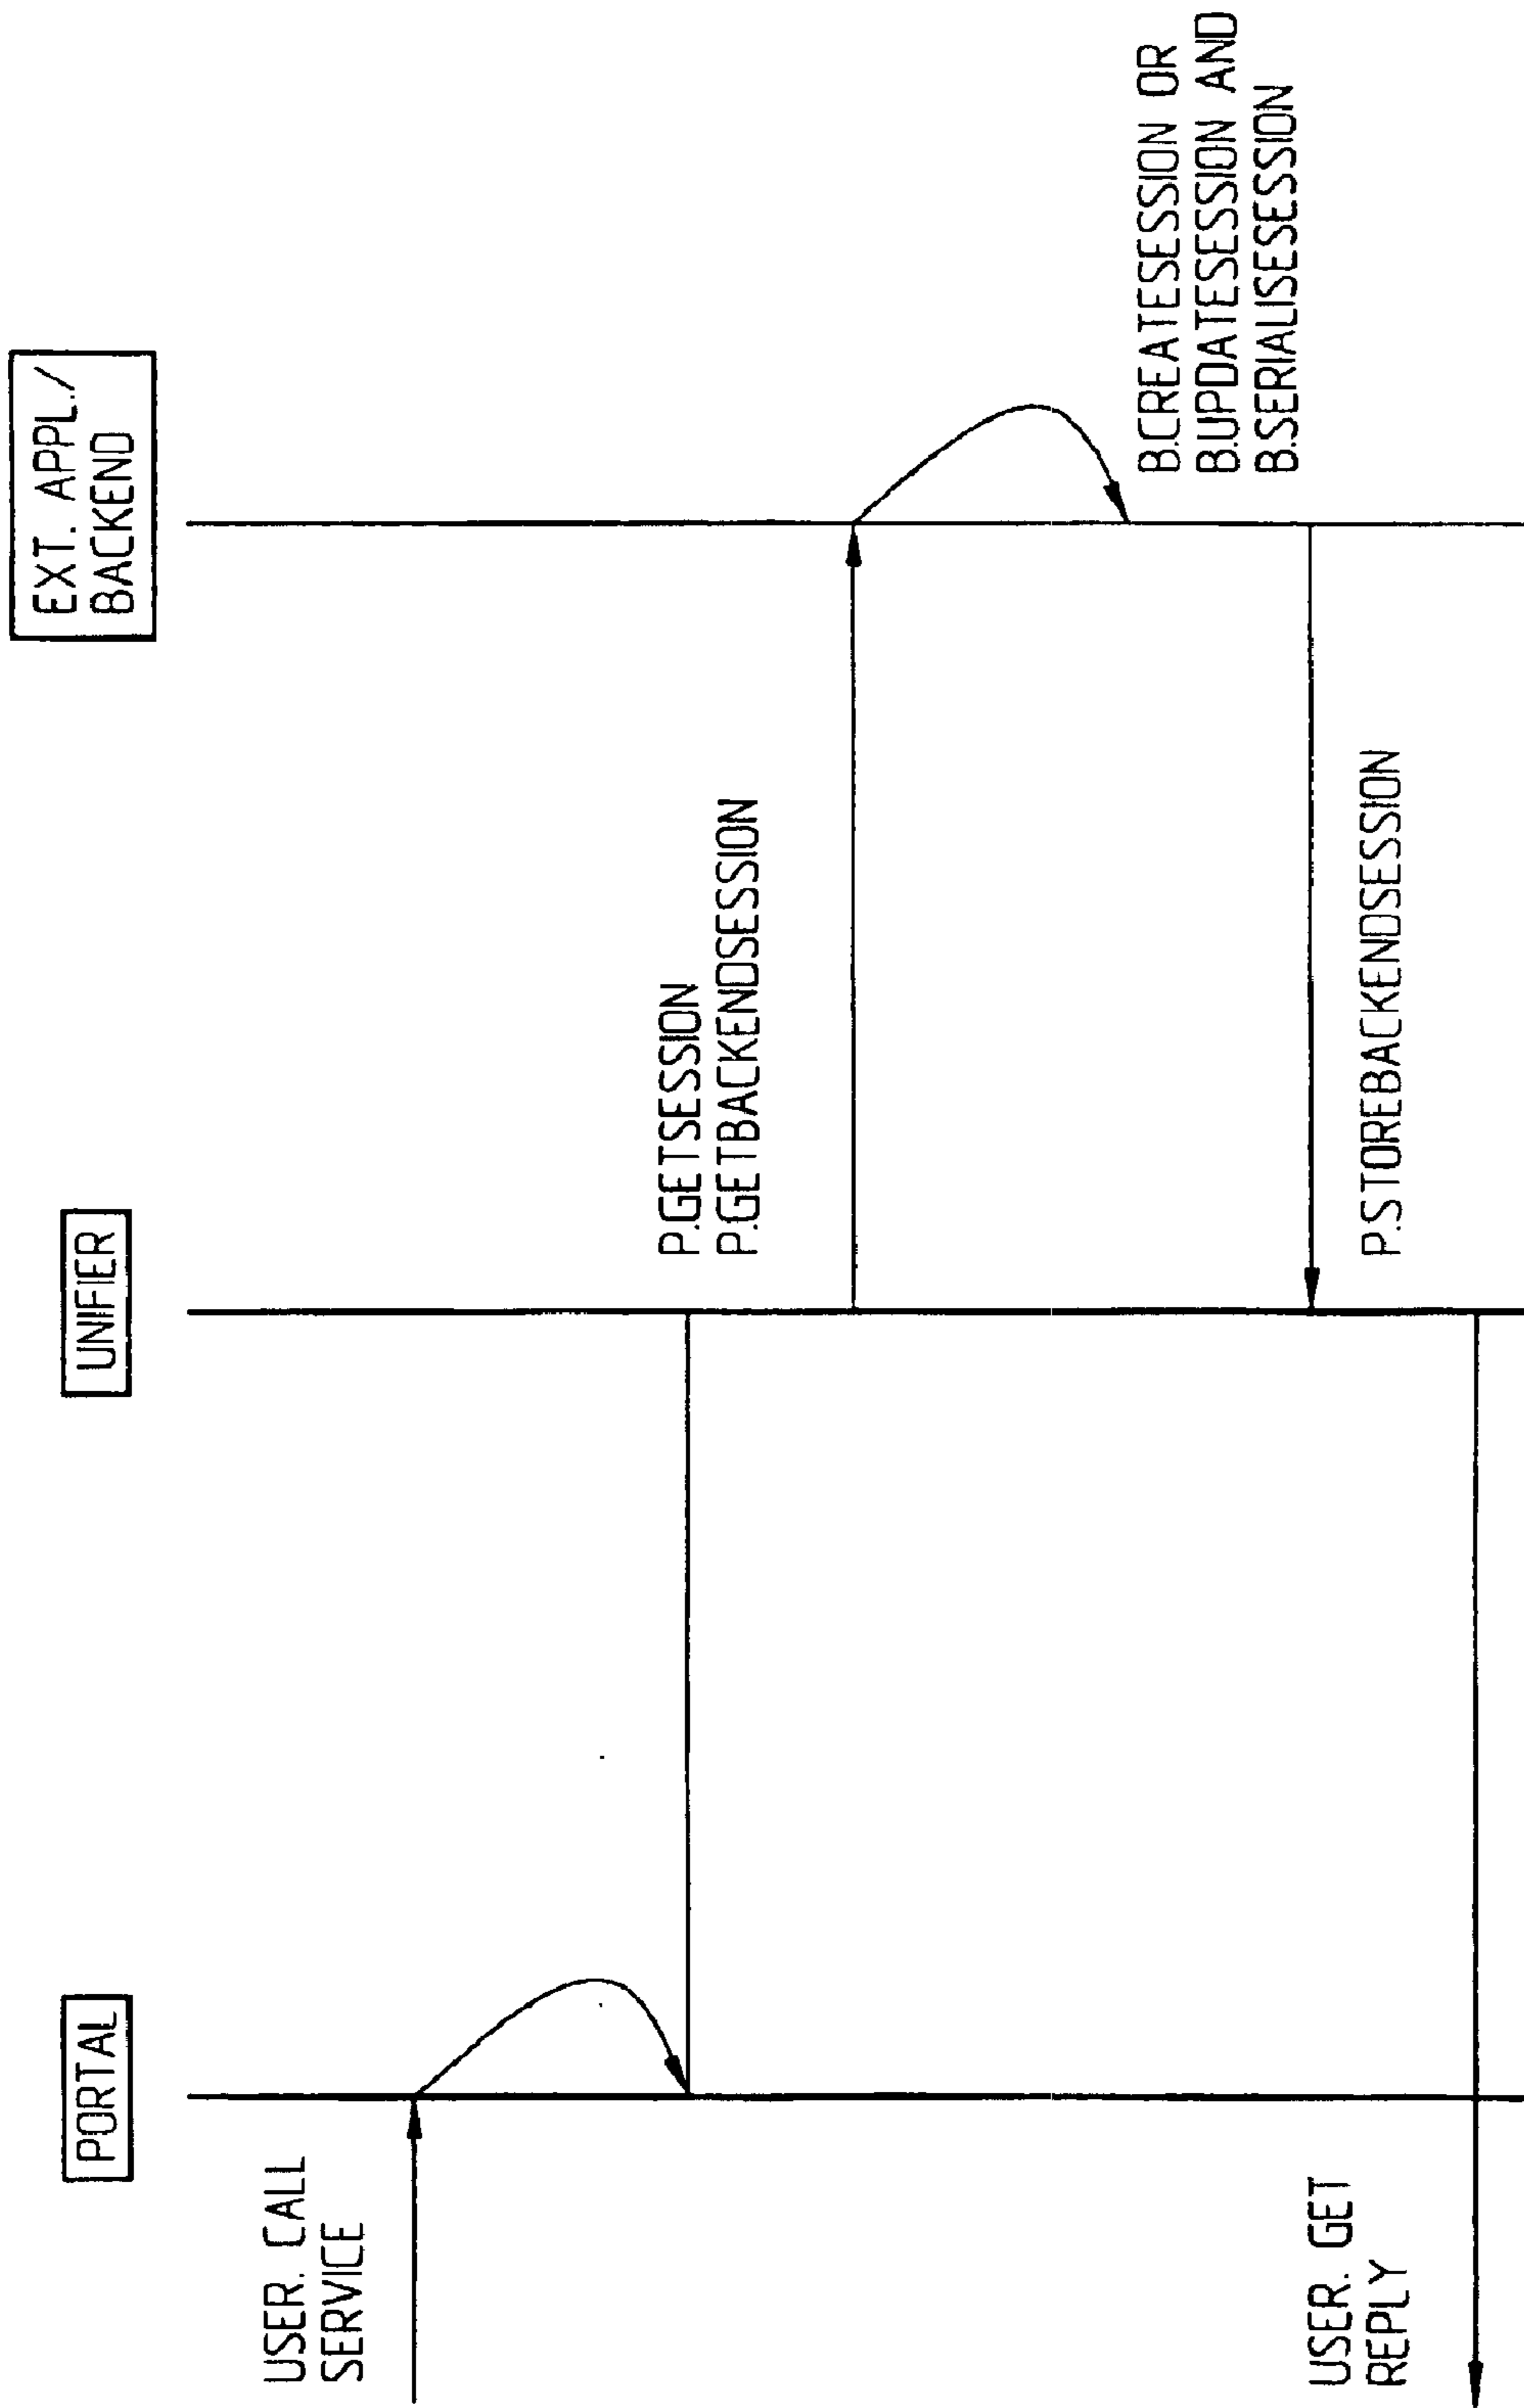 PORTAL
UNIFIER
EXT. APPL./
BACKEND
USER. CALL
SERVICE
P.GETSESSION
P.GETBACKENDSESSION
B.CREATESESSION OR
B.UPDATESESSION AND
B.SERIALISESESSION
P.STOREBACKENDSESSION
USER. GET
REPLY